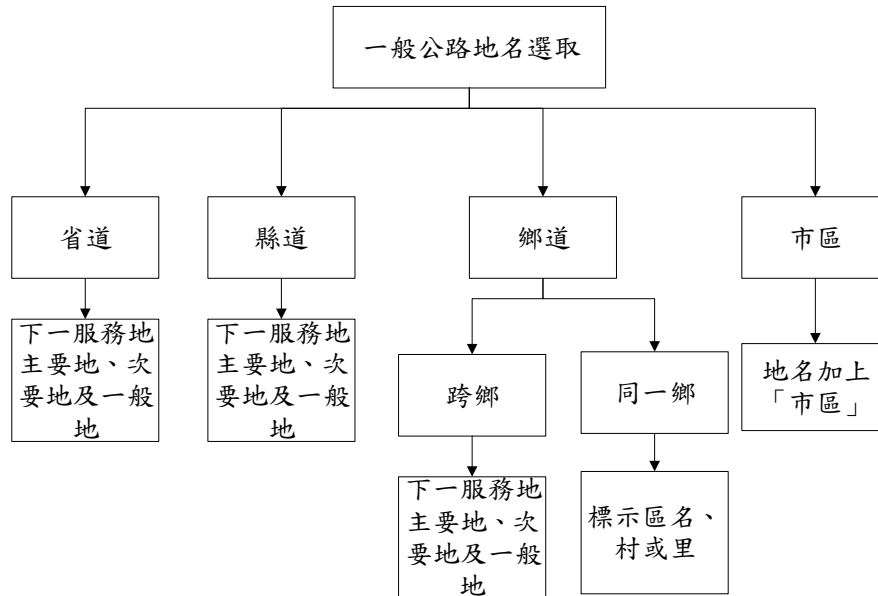 一般公路地名選取
省道
縣道
鄉道
市區
下一服務地
主要地、次
要地及一般
地
下一服務地
主要地、次
要地及一般
地
跨鄉
同一鄉
地名加上
「市區」
下一服務地
主要地、次
要地及一般
地
標示區名、
村或里